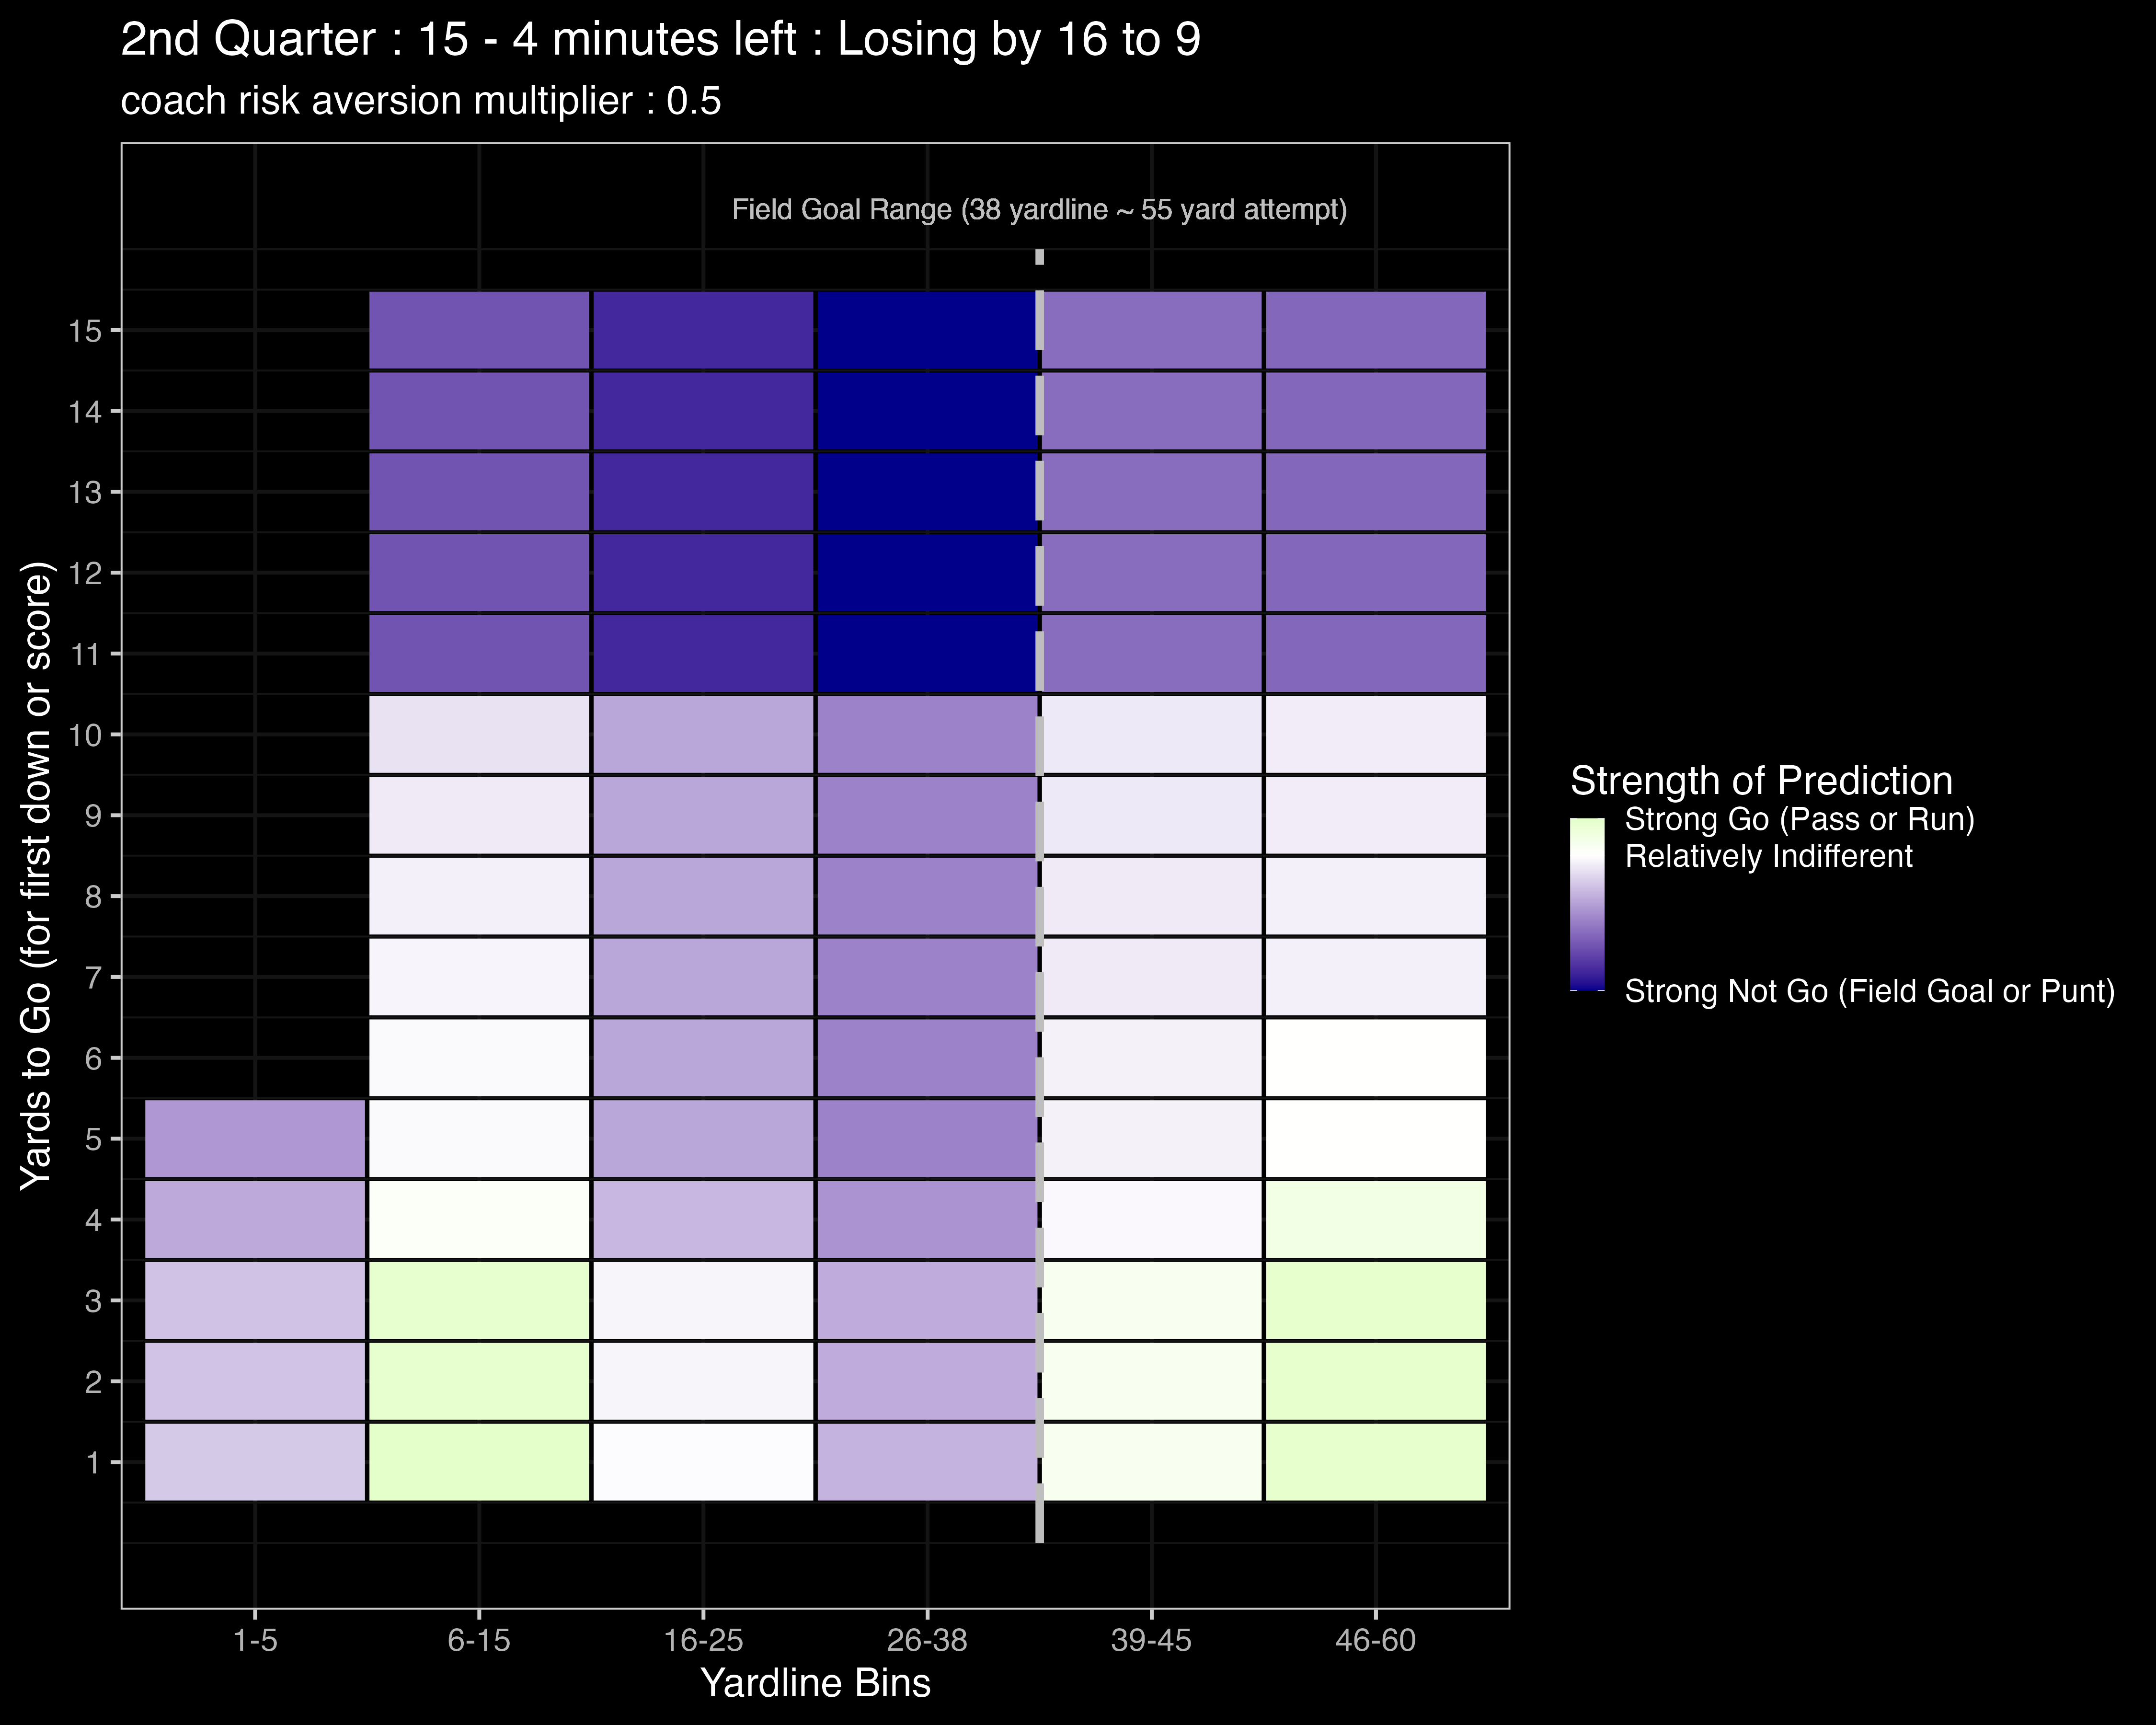 2nd Quarter : 15 - 4 minutes left : Losing by 16 to 9
coach risk aversion multiplier : 0.5
Field Goal Range (38 yardline ~ 55 yard attempt)
Yards to Go (for first down or score)
15
14
13
12
11
10
9
8
7
6
5
4
3
2
1
1-5
6-15
16-25
26-38
39-45
46-60
Yardline Bins
Strength of Prediction
Strong Go (Pass or Run)
Relatively Indifferent
Strong Not Go (Field Goal or Punt)